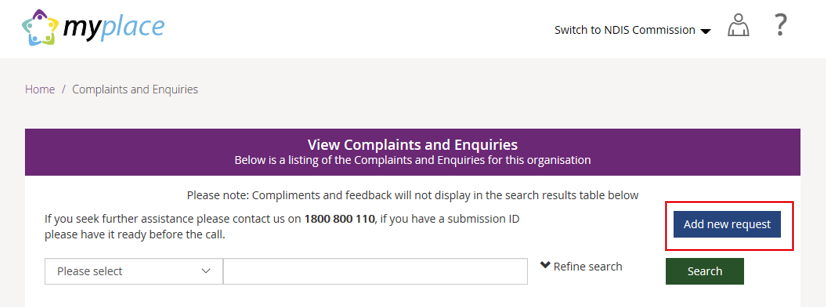 myplace
Switch to NDIS Commission
?
Home / Complaints and Enquiries
View Complaints and Enquiries
Below is a listing of the Complaints and Enquiries for this organisation
Please note: Compliments and feedback will not display in the search results table below
If you seek further assistance please contact us on 1800 800 110, if you have a submission ID
please have it ready before the call.
Add new request
Please select
Refine search
Search